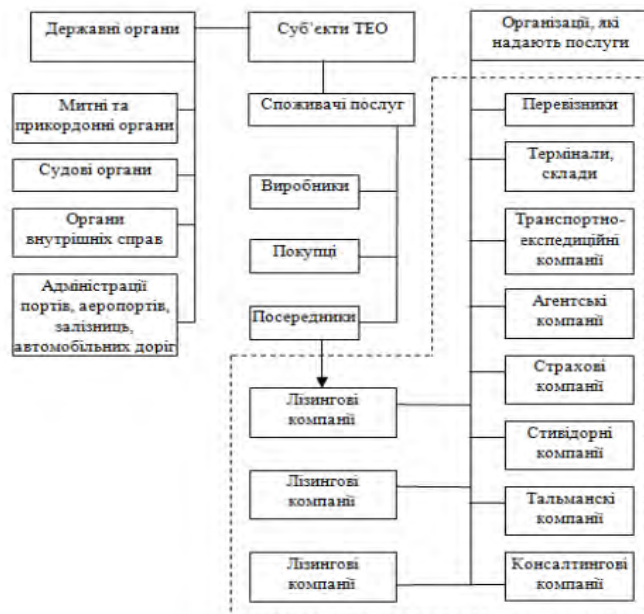 Державні органи
Суб’єкти ТЕО
Організації, які
надають послуги
Митні та
прикордонні органи
Судові органи
Органи
внутрішніх справ
Адміністрації
портів, аеропортів,
залізниць,
автомобільних доріг
Споживачі послуг
Виробники
Покупці
Посередники
Лізингові
компанії
Лізингові
компанії
Лізингові
компанії
Перевізники
Термінали,
склади
Транспортно-
експедиційні
компанії
Агентські
компанії
Страхові
компанії
Стивідорні
компанії
Тальманскі
компанії
Консалтингові
компанії